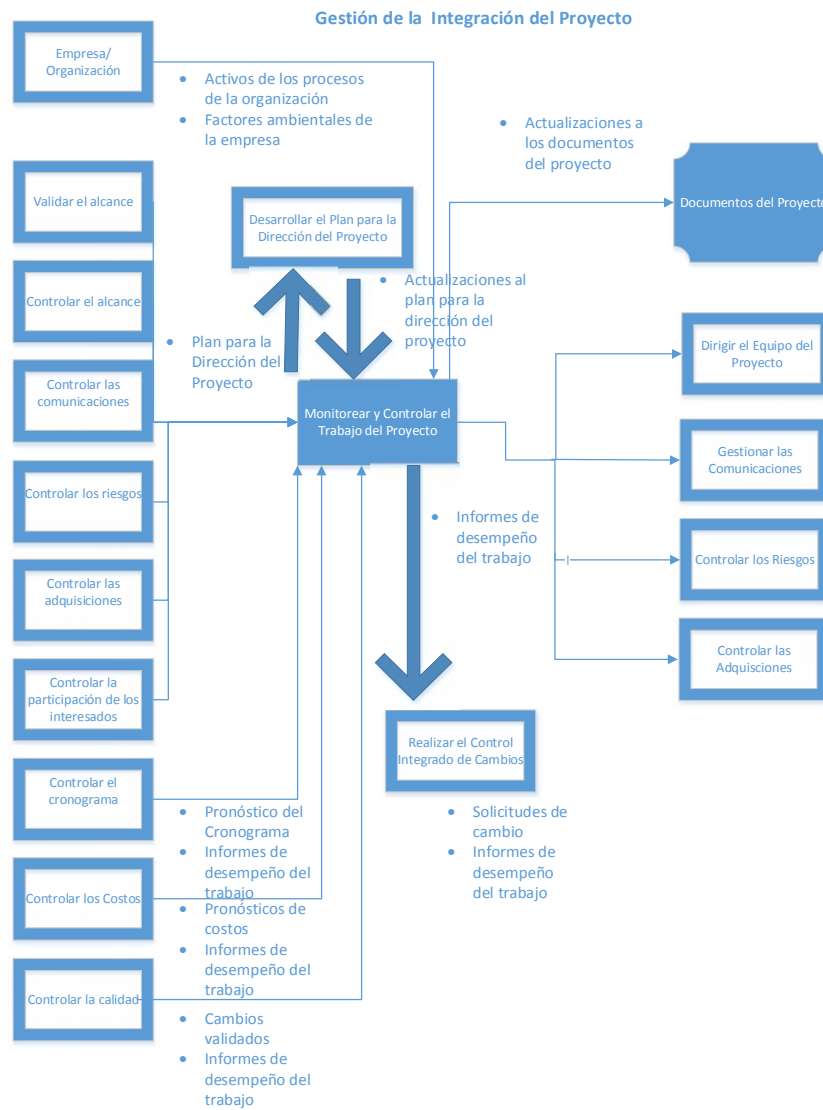 Gestión de la Integración del Proyecto
Empresa/
Organización
• Activos de los procesos
de la organización
• Factores ambientales de
la empresa
• Actualizaciones a
los documentos
del proyecto
Documentos del Proyecto
Validar el alcance
Desarrollar el Plan para la
Dirección del Proyecto
Controlar el alcance
• Actualizaciones al
plan para la
dirección del
proyecto
• Plan para la
Dirección del
Proyecto
Dirigir el Equipo del
Proyecto
Controlar las
comunicaciones
Monitorear y Controlar el
Trabajo del Proyecto
Gestionar las
Comunicaciones
Controlar los riesgos
• Informes de
desempeño
del trabajo
Controlar los Riesgos
Controlar las
adquisiciones
Controlar las
Adquisciones
Controlar la
participación de los
interesados
Realizar el Control
Integrado de Cambios
Controlar el
cronograma
• Pronóstico del
Cronograma
• Informes de
desempeño del
trabajo
• Solicitudes de
cambio
• Informes de
desempeño
del trabajo
Controlar los Costos
• Pronósticos de
costos
• Informes de
desempeño del
trabajo
Controlar la calidad
• Cambios
validados
• Informes de
desempeño del
trabajo